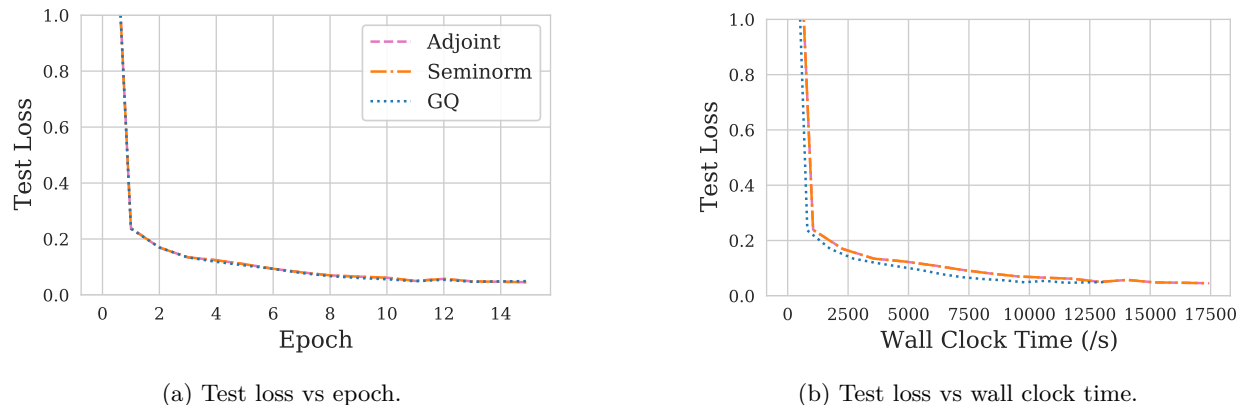 1.0
0.8
0.6
0.4
0.2
0.0
Test Loss
Adjoint
Seminorm
GQ
0 2 4 6 8 10 12 14
Epoch
(a) Test loss vs epoch.
1.0
0.8
0.6
0.4
0.2
0.0
Test Loss
0 2500 5000 7500 10000 12500 15000 17500
Wall Clock Time (/s)
(b) Test loss vs wall clock time.